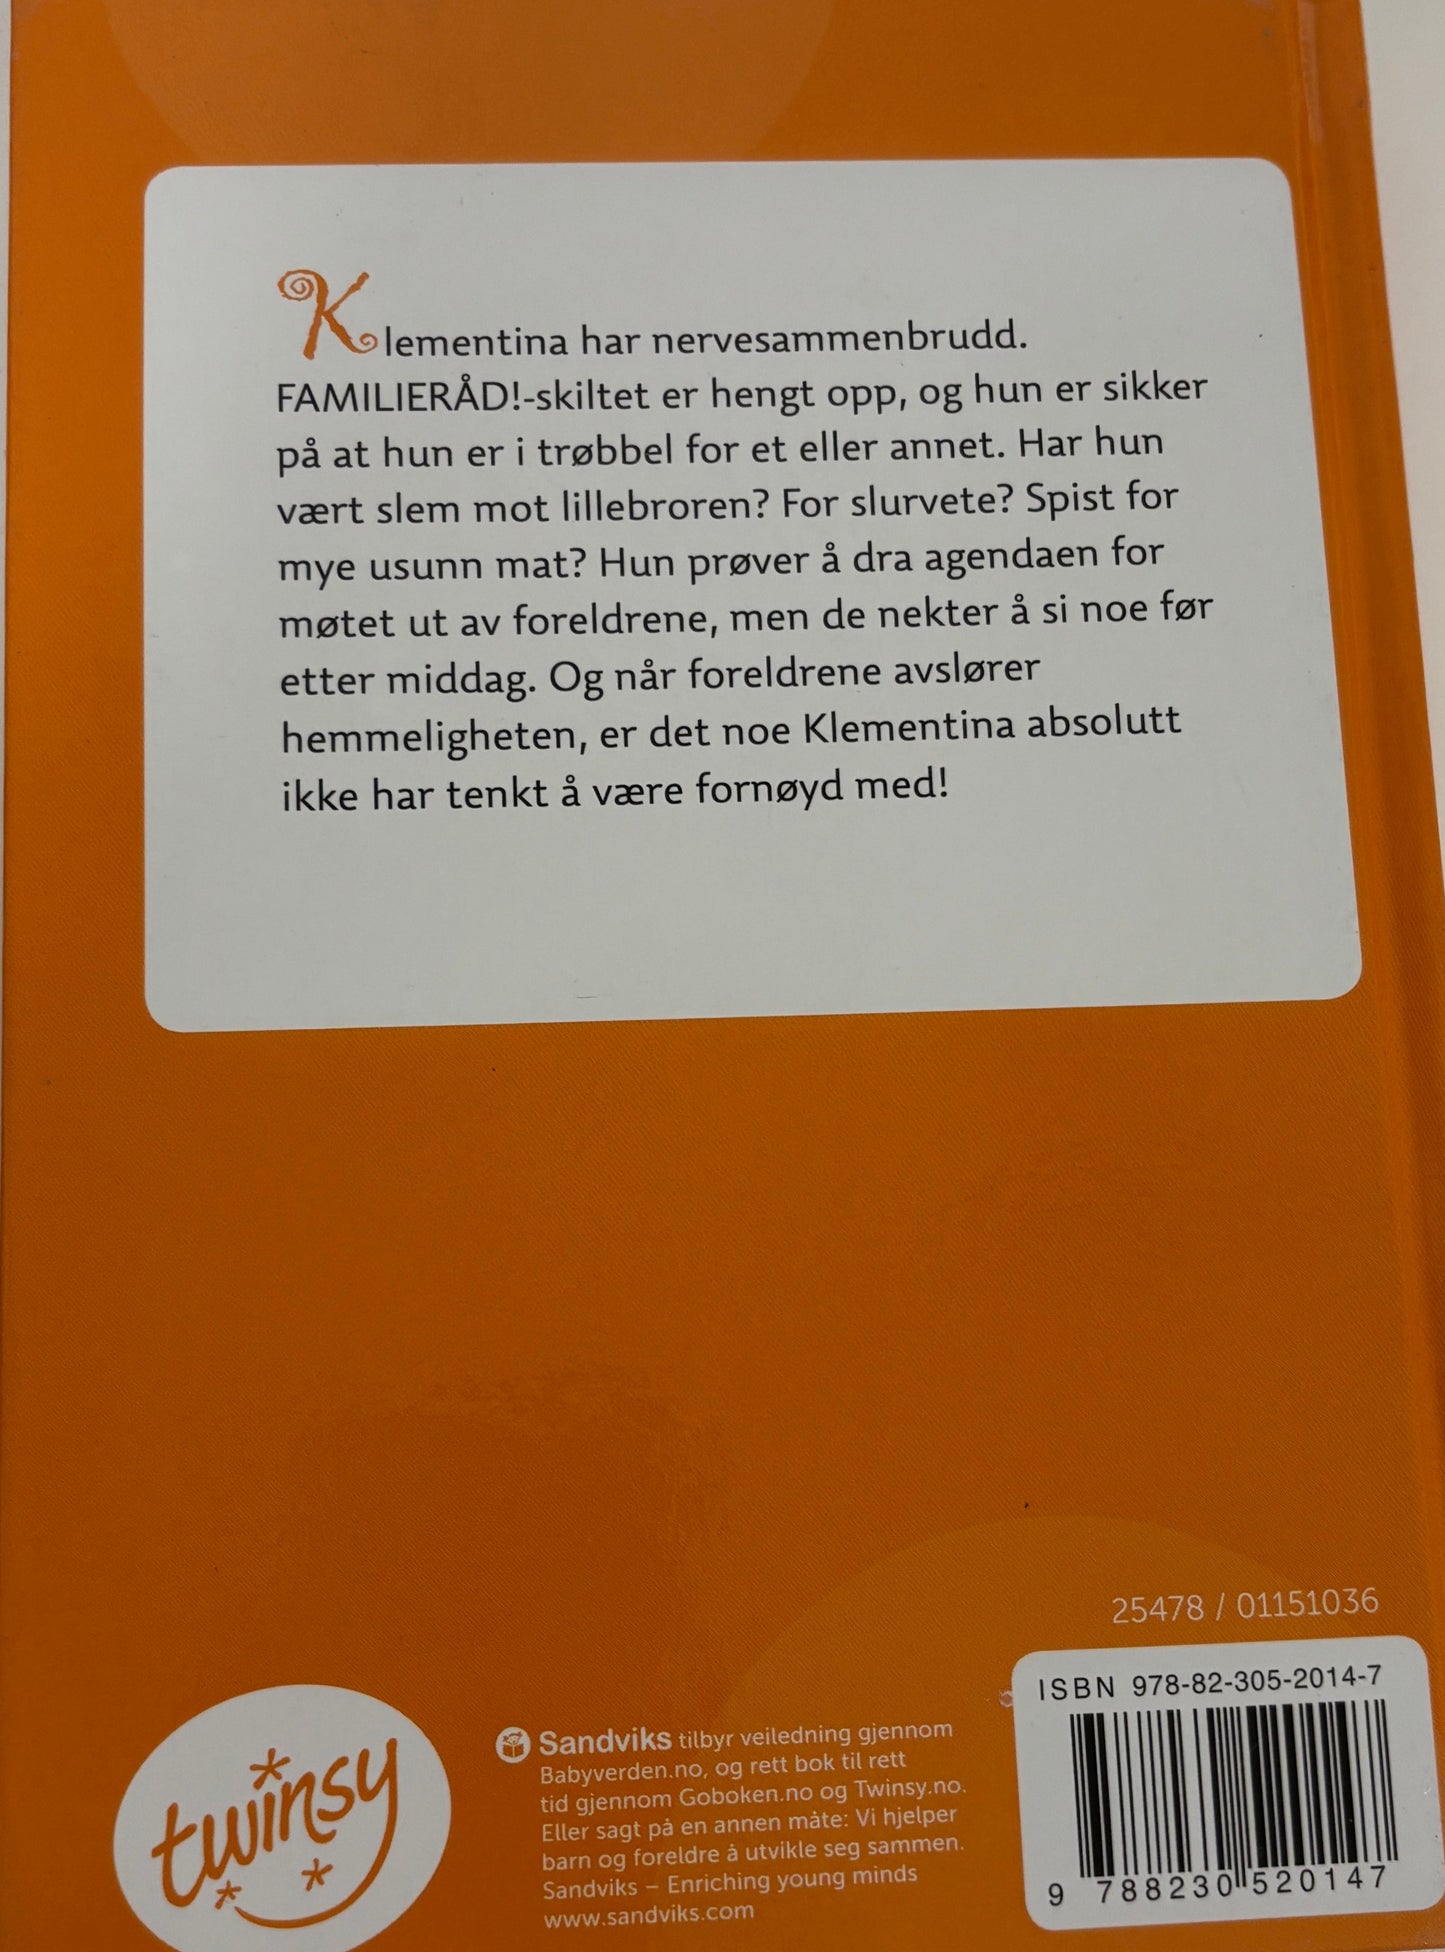 Klementina har nervesammenbrudd.
FAMILIERÅD!-skiltet er hengt opp, og hun er sikker
på at hun er i trøbbel for et eller annet. Har hun
vært slem mot lillebroren? For slurvete? Spist for
mye usunn mat? Hun prøver å dra agendaen for
møtet ut av foreldrene, men de nekter å si noe før
etter middag. Og når foreldrene avslører
hemmeligheten, er det noe Klementina absolutt
ikke har tenkt å være fornøyd med!
25478 / 01151036
ISBN 978-82-305-2014-7
9 788230 520147
twinsy
Sandviks tilbyr veiledning gjennom
Babyverden.no, og rett bok til rett
tid gjennom Goboken.no og Twinsy.no.
Eller sagt på en annen måte: Vi hjelper
barn og foreldre å utvikle seg sammen.
Sandviks – Enriching young minds
www.sandviks.com